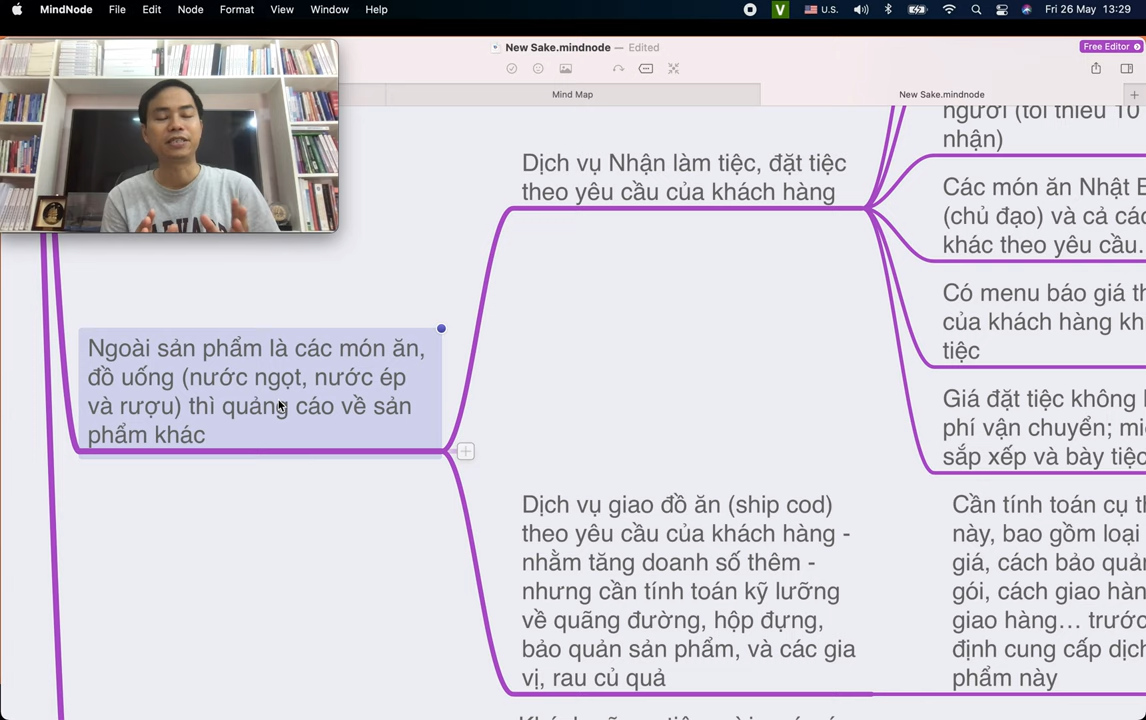 MindNode File Edit Node Format View Window Help
V U.S. Fri 26 May 13:29
New Sake.mindnode — Edited
Free Editor
Mind Map
New Sake.mindnode
Dịch vụ Nhận làm tiệc, đặt tiệc
theo yêu cầu của khách hàng
người (tối thiểu 10
nhận)
Các món ăn Nhật B
(chủ đạo) và cả các
khác theo yêu cầu.
Có menu báo giá th
của khách hàng kh
tiệc
Giá đặt tiệc không
phí vận chuyển; mi
sắp xếp và bày tiệc
Ngoài sản phẩm là các món ăn,
đồ uống (nước ngọt, nước ép
và rượu) thì quảng cáo về sản
phẩm khác
Dịch vụ giao đồ ăn (ship cod)
theo yêu cầu của khách hàng -
nhằm tăng doanh số thêm -
nhưng cần tính toán kỹ lưỡng
về quãng đường, hộp đựng,
bảo quản sản phẩm, và các gia
vị, rau củ quả
Cần tính toán cụ th
này, bao gồm loại
giá, cách bảo quản
gói, cách giao hàn
giao hàng... trước
định cung cấp dịch
phẩm này